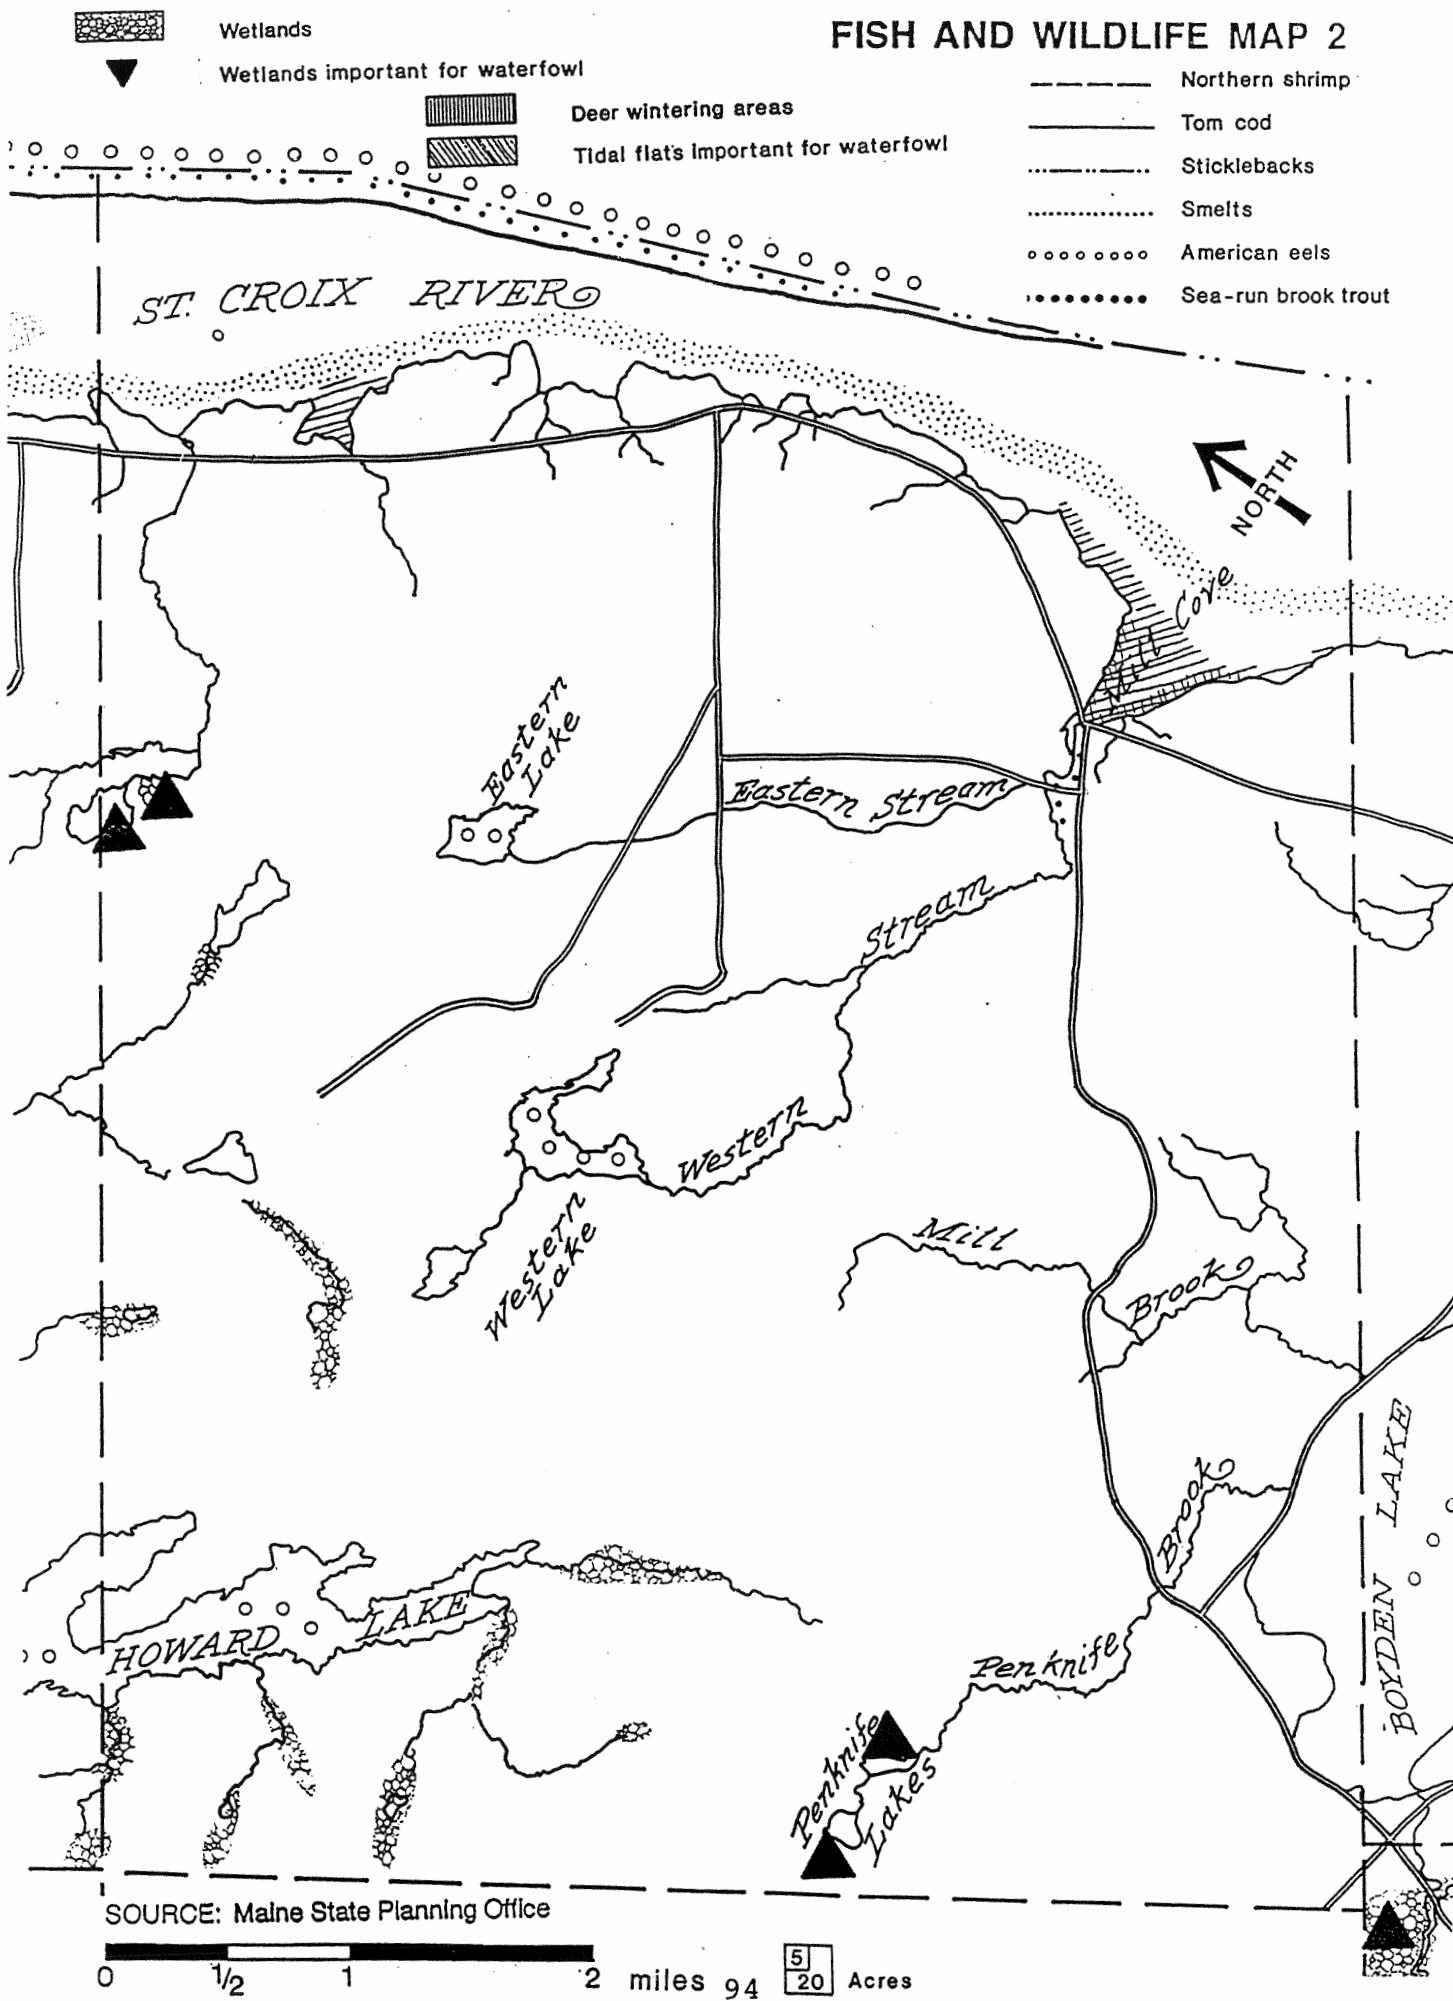 FISH AND WILDLIFE MAP 2
Wetlands
Wetlands important for waterfowl
Deer wintering areas
Tidal flats important for waterfowl
Northern shrimp
Tom cod
Sticklebacks
Smelts
American eels
Sea-run brook trout
ST. CROIX RIVER
NORTH
Mill Cove
Eastern
Lake
Eastern Stream
Stream
Western
Western
Lake
Mill
Brook
BOYDEN LAKE
Brook
HOWARD LAKE
Penknife
Penknife
Lakes
SOURCE: Maine State Planning Office
0 1/2 1 2 miles
94
5
20 Acres